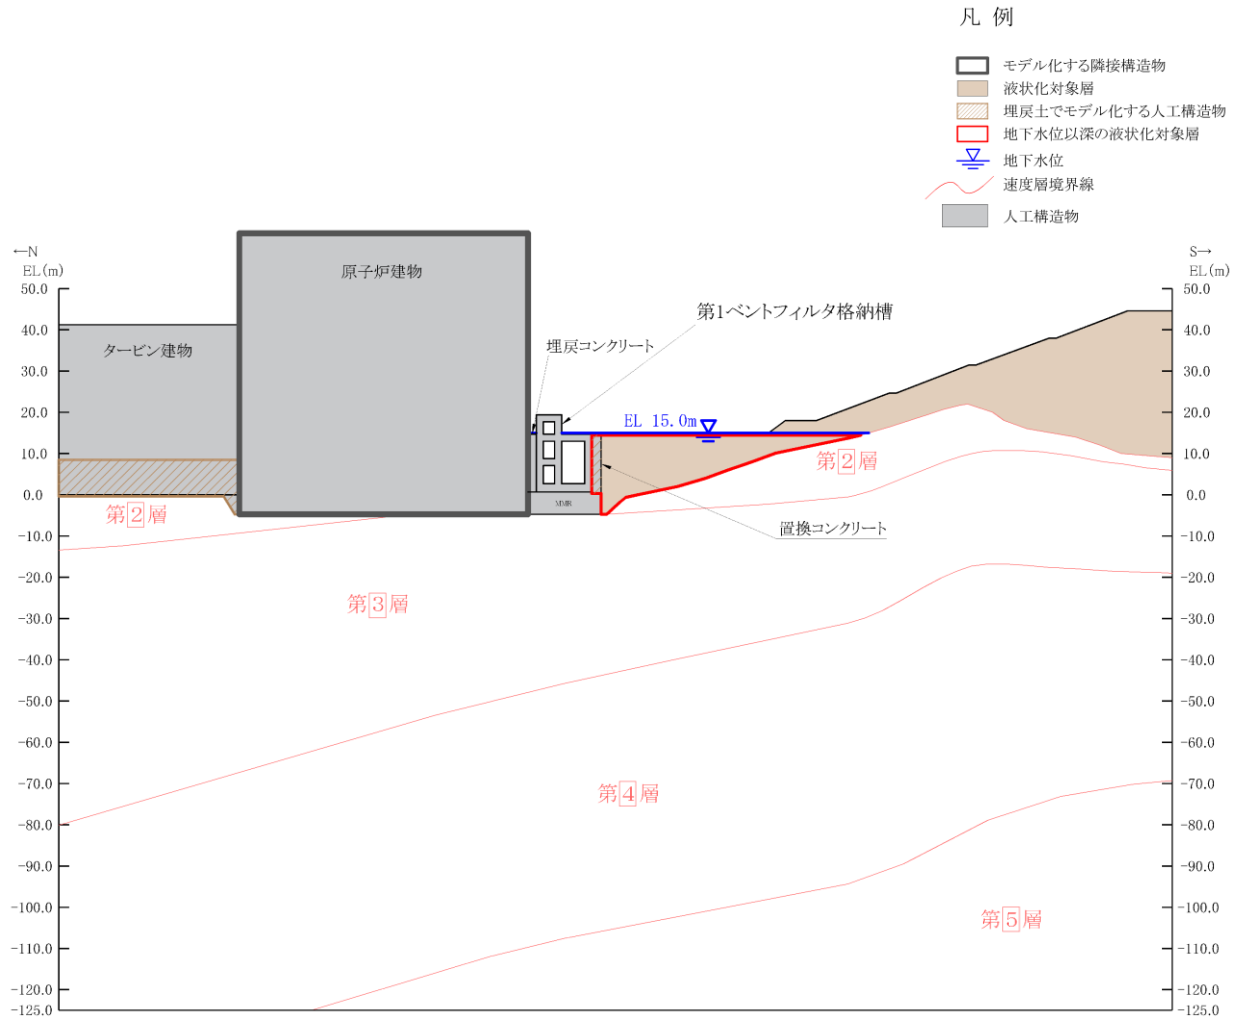 凡 例
モデル化する隣接構造物
液状化対象層
埋戻土でモデル化する人工構造物
地下水位以深の液状化対象層
地下水位
速度層境界線
人工構造物
←N
EL(m)
S→
EL(m)
原子炉建物
タービン建物
第1ベントフィルタ格納槽
埋戻コンクリート
EL 15.0m
MMR
置換コンクリート
第2層
第2層
第3層
第4層
第5層
50.0
40.0
30.0
20.0
10.0
0.0
-10.0
-20.0
-30.0
-40.0
-50.0
-60.0
-70.0
-80.0
-90.0
-100.0
-110.0
-120.0
-125.0
50.0
40.0
30.0
20.0
10.0
0.0
-10.0
-20.0
-30.0
-40.0
-50.0
-60.0
-70.0
-80.0
-90.0
-100.0
-110.0
-120.0
-125.0